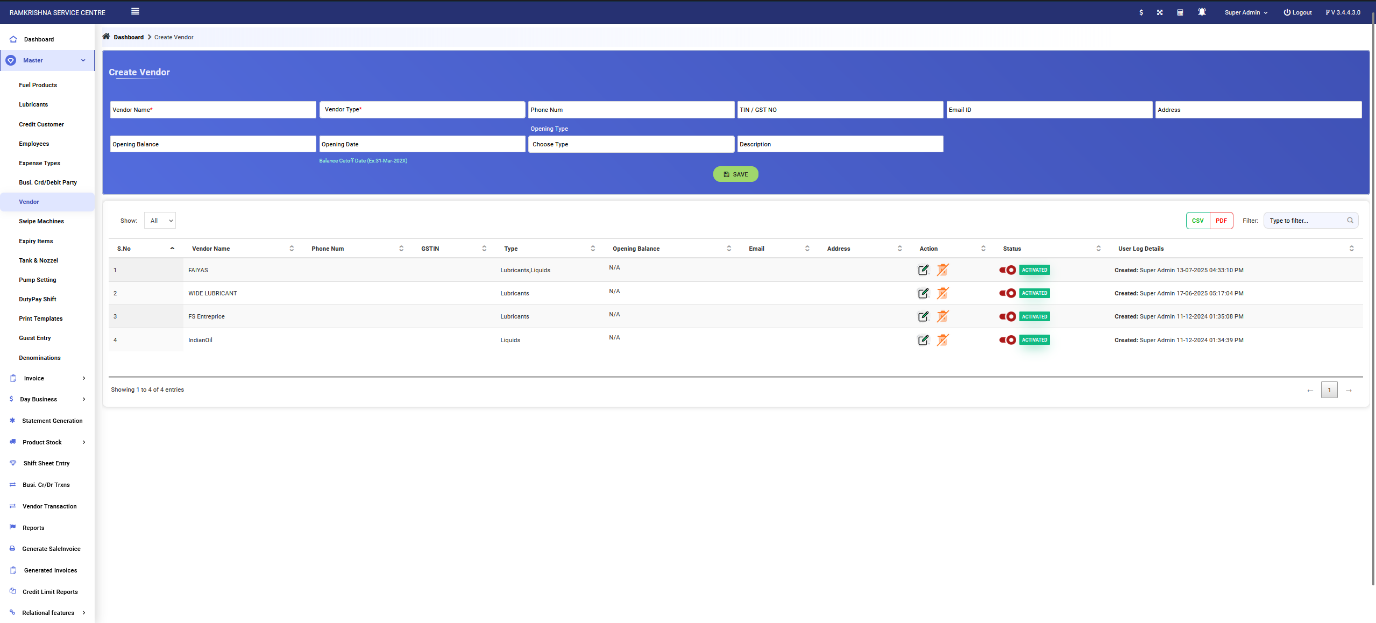 RAMKRISHNA SERVICE CENTRE
$ Super Admin Logout V 3.4.4.3.0
Dashboard
Master
Fuel Products
Lubricants
Credit Customer
Employees
Expense Types
Busi. Crd/Debit Party
Vendor
Swipe Machines
Expiry Items
Tank & Nozzel
Pump Setting
DutyPay Shift
Print Templates
Guest Entry
Denominations
Invoice
$ Day Business
Statement Generation
Product Stock
Shift Sheet Entry
Busi. Cr/Dr Trxns
Vendor Transaction
Reports
Generate SaleInvoice
Generated Invoices
Credit Limit Reports
Relational features
Dashboard > Create Vendor
Create Vendor
Vendor Name* Vendor Type* Phone Num TIN / GST NO Email ID Address
Opening Type
Opening Balance Opening Date Choose Type Description
Balance Cutoff Date (Ex:31-Mar-202X)
SAVE
Show: All CSV PDF Filter: Type to filter...
S.No Vendor Name Phone Num GSTIN Type Opening Balance Email Address Action Status User Log Details
1 FAIYAS Lubricants,Liquids N/A ACTIVATED Created: Super Admin 13-07-2025 04:33:10 PM
2 WIDE LUBRICANT Lubricants N/A ACTIVATED Created: Super Admin 17-06-2025 05:17:04 PM
3 FS Entreprice Lubricants N/A ACTIVATED Created: Super Admin 11-12-2024 01:35:08 PM
4 IndianOil Liquids N/A ACTIVATED Created: Super Admin 11-12-2024 01:34:39 PM
Showing 1 to 4 of 4 entries ← 1 →